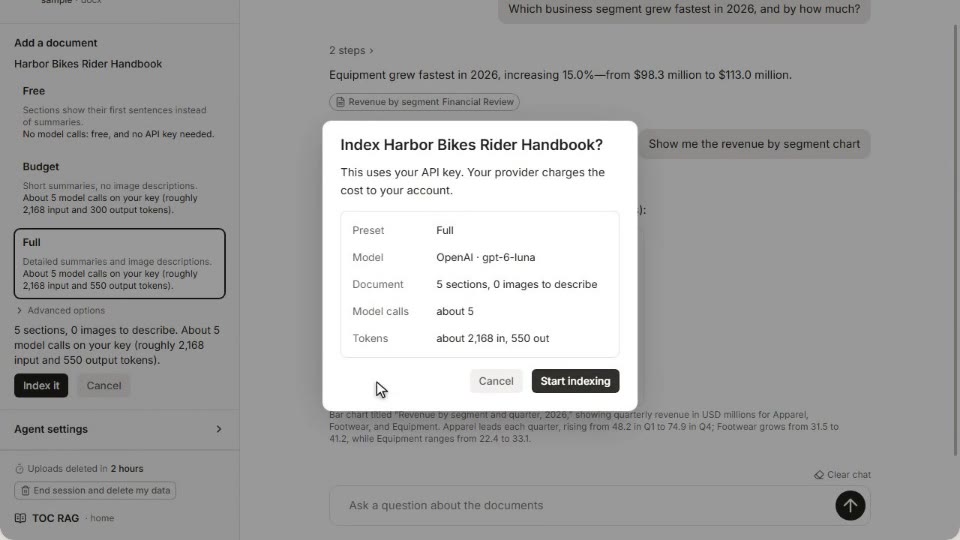 sample · docx
Add a document
Harbor Bikes Rider Handbook
Free
Sections show their first sentences instead
of summaries.
No model calls: free, and no API key needed.
Budget
Short summaries, no image descriptions.
About 5 model calls on your key (roughly
2,168 input and 300 output tokens).
Full
Detailed summaries and image descriptions.
About 5 model calls on your key (roughly
2,168 input and 550 output tokens).
Advanced options
5 sections, 0 images to describe. About 5
model calls on your key (roughly 2,168
input and 550 output tokens).
Index it
Cancel
Agent settings
Uploads deleted in 2 hours
End session and delete my data
TOC RAG · home
Which business segment grew fastest in 2026, and by how much?
2 steps
Equipment grew fastest in 2026, increasing 15.0%—from $98.3 million to $113.0 million.
Revenue by segment Financial Review
Show me the revenue by segment chart
):
Index Harbor Bikes Rider Handbook?
This uses your API key. Your provider charges the
cost to your account.
Preset Full
Model OpenAI · gpt-6-luna
Document 5 sections, 0 images to describe
Model calls about 5
Tokens about 2,168 in, 550 out
Cancel
Start indexing
Bar chart titled "Revenue by segment and quarter, 2026," showing quarterly revenue in USD millions for Apparel,
Footwear, and Equipment. Apparel leads each quarter, rising from 48.2 in Q1 to 74.9 in Q4; Footwear grows from 31.5 to
41.2, while Equipment ranges from 22.4 to 33.1.
Clear chat
Ask a question about the documents